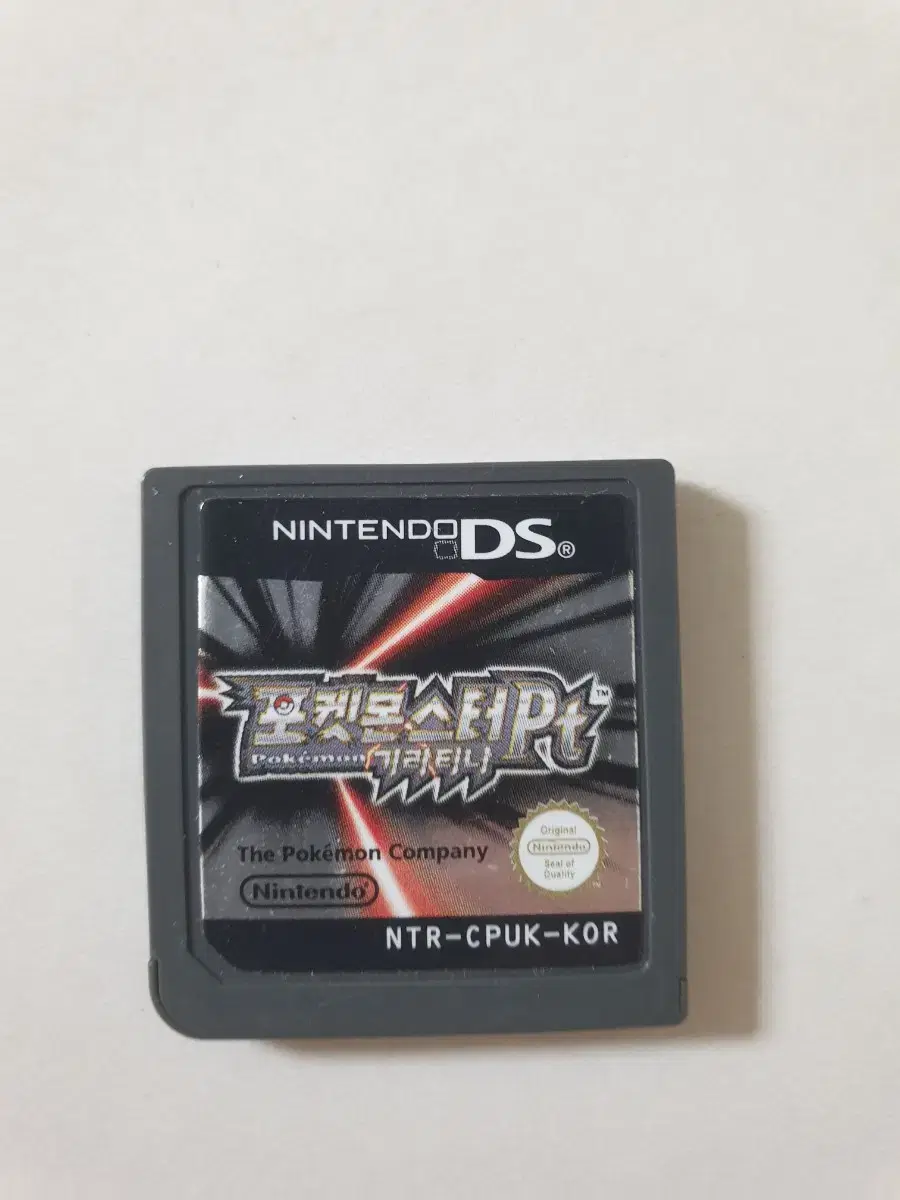 NINTENDO DS®
포켓몬스터Pt™
Pokémon 기라티나
The Pokémon Company
Nintendo®
Original
Nintendo
Seal of
Quality
NTR-CPUK-KOR